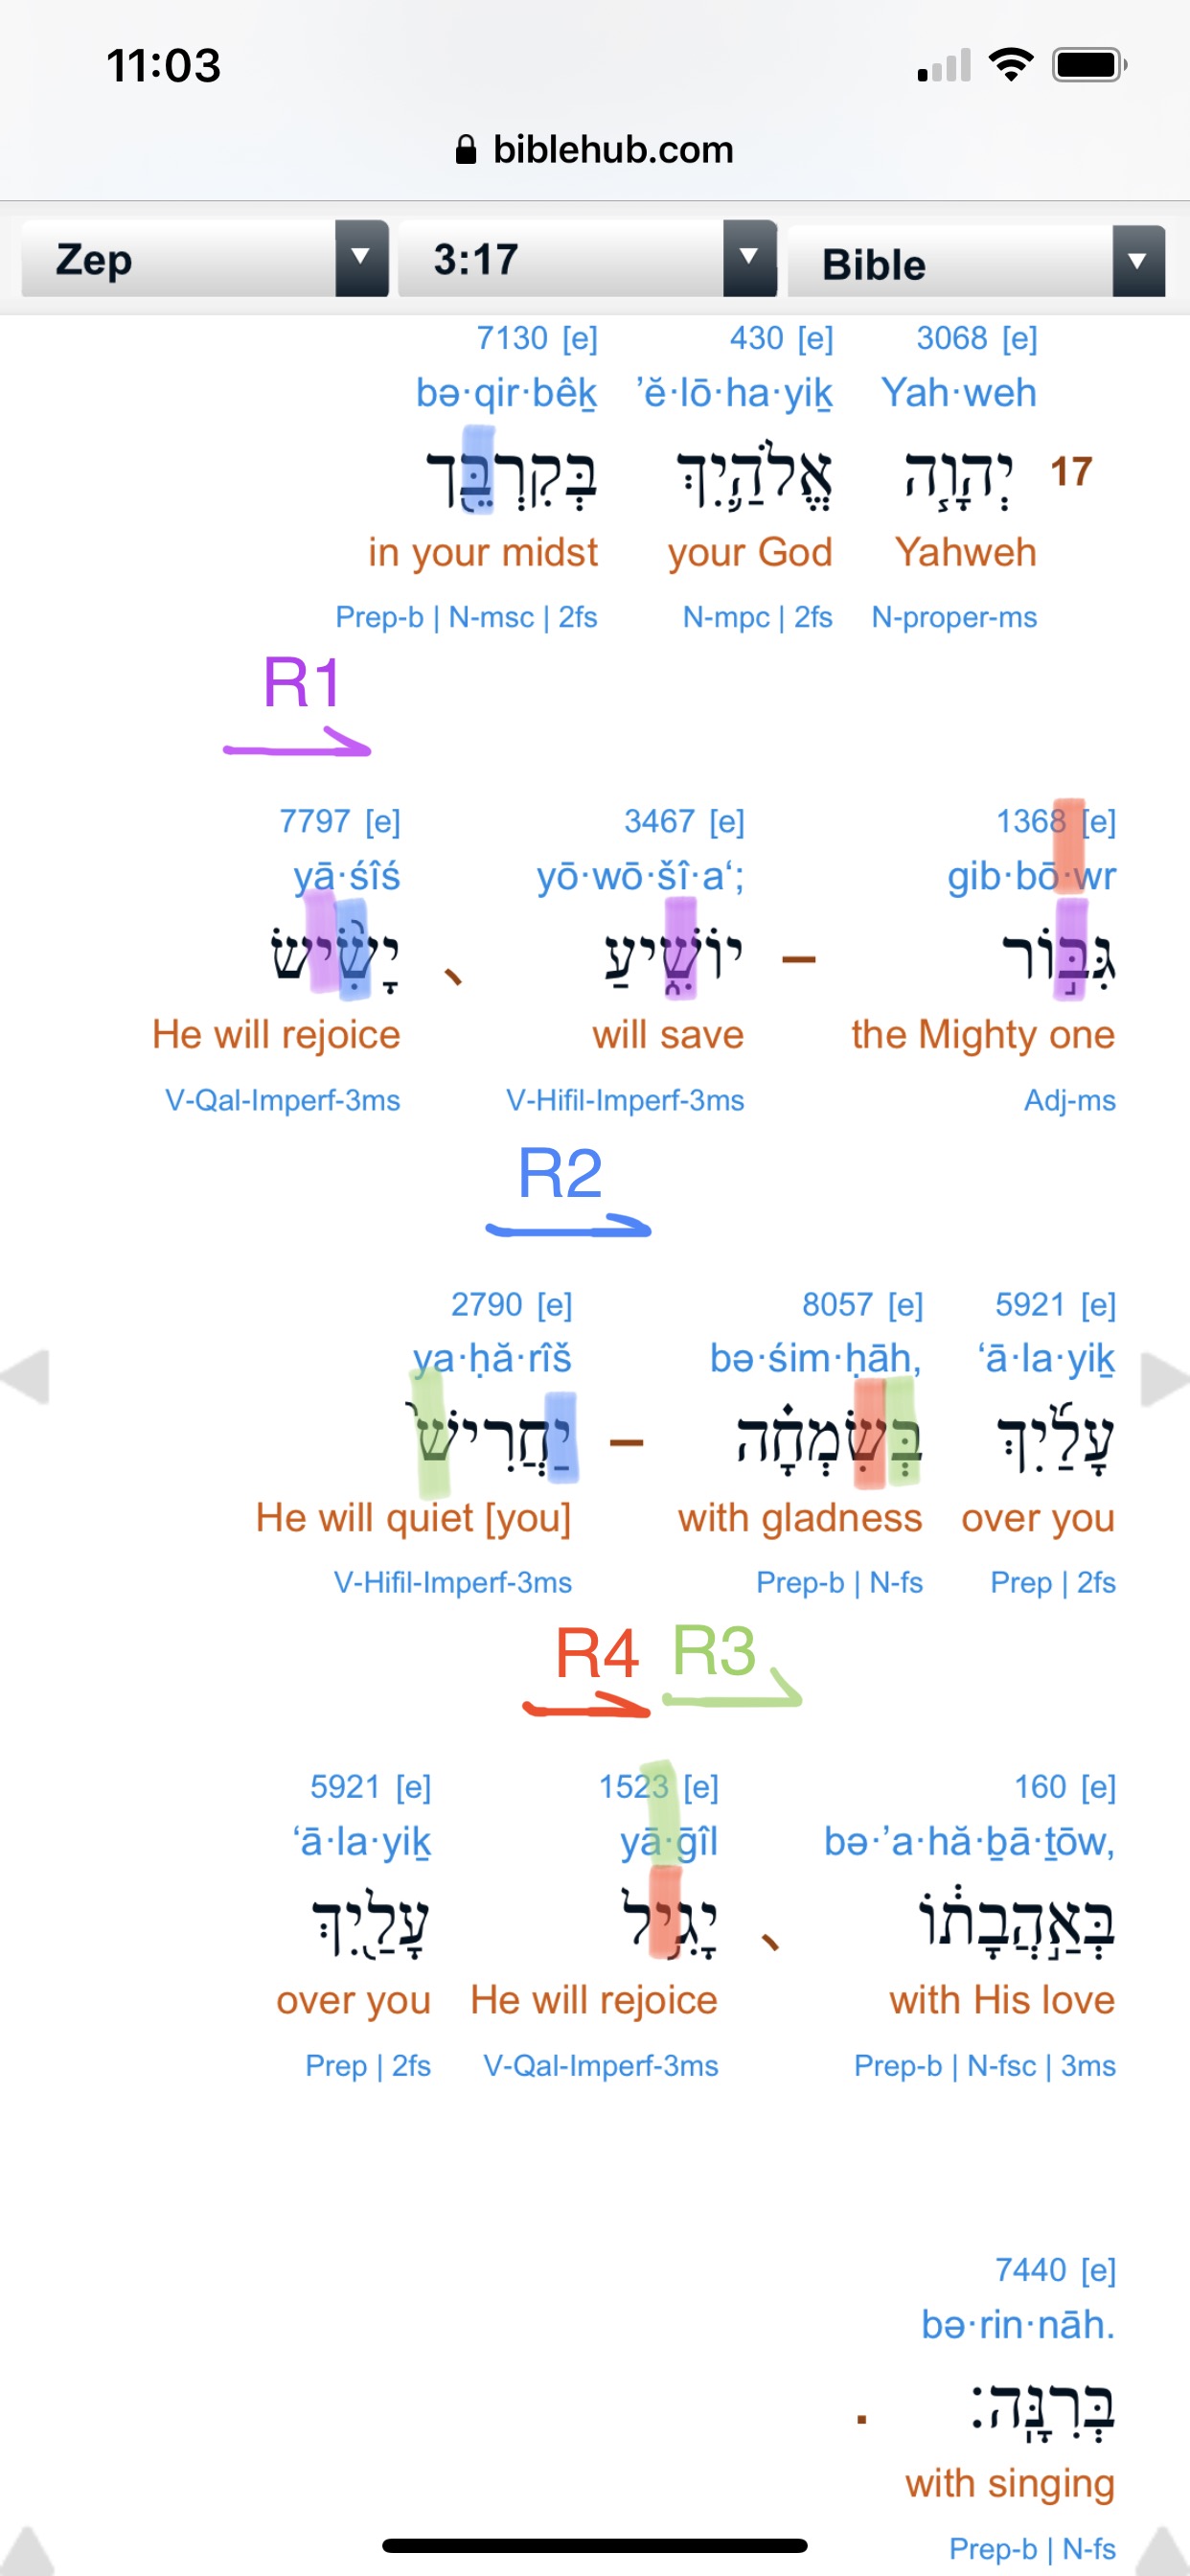 11:03
biblehub.com
Zep 3:17 Bible
7130 [e] 430 [e] 3068 [e]
bə·qir·bêḵ ’ĕ·lō·ha·yiḵ Yah·weh
17 יְהוָ֧ה אֱלֹהַ֛יִךְ בְּקִרְבֵּ֖ך
in your midst your God Yahweh
Prep-b | N-msc | 2fs N-mpc | 2fs N-proper-ms
R1
7797 [e] 3467 [e] 1368 [e]
yā·śîś yō·wō·šî·a‘; gib·bō·wr
גִּבּ֣וֹר – יוֹשִׁ֑יעַ 、 יָשִׂ֨ישׂ
He will rejoice will save the Mighty one
V-Qal-Imperf-3ms V-Hifil-Imperf-3ms Adj-ms
R2
2790 [e] 8057 [e] 5921 [e]
ya·ḥă·rîš bə·śim·ḥāh, ‘ā·la·yiḵ
עָלַ֜יִךְ בְּשִׂמְחָ֗ה – יַחֲרִישׁ֙
He will quiet [you] with gladness over you
V-Hifil-Imperf-3ms Prep-b | N-fs Prep | 2fs
R4 R3
5921 [e] 1523 [e] 160 [e]
‘ā·la·yiḵ yā·ḡîl bə·’a·hă·ḇā·ṯōw,
בְּאַ֣הֲבָת֔וֹ 、 יָגִ֥יל עָלַ֖יִךְ
over you He will rejoice with His love
Prep | 2fs V-Qal-Imperf-3ms Prep-b | N-fsc | 3ms
7440 [e]
bə·rin·nāh.
בְּרִנָּֽה׃ .
with singing
Prep-b | N-fs